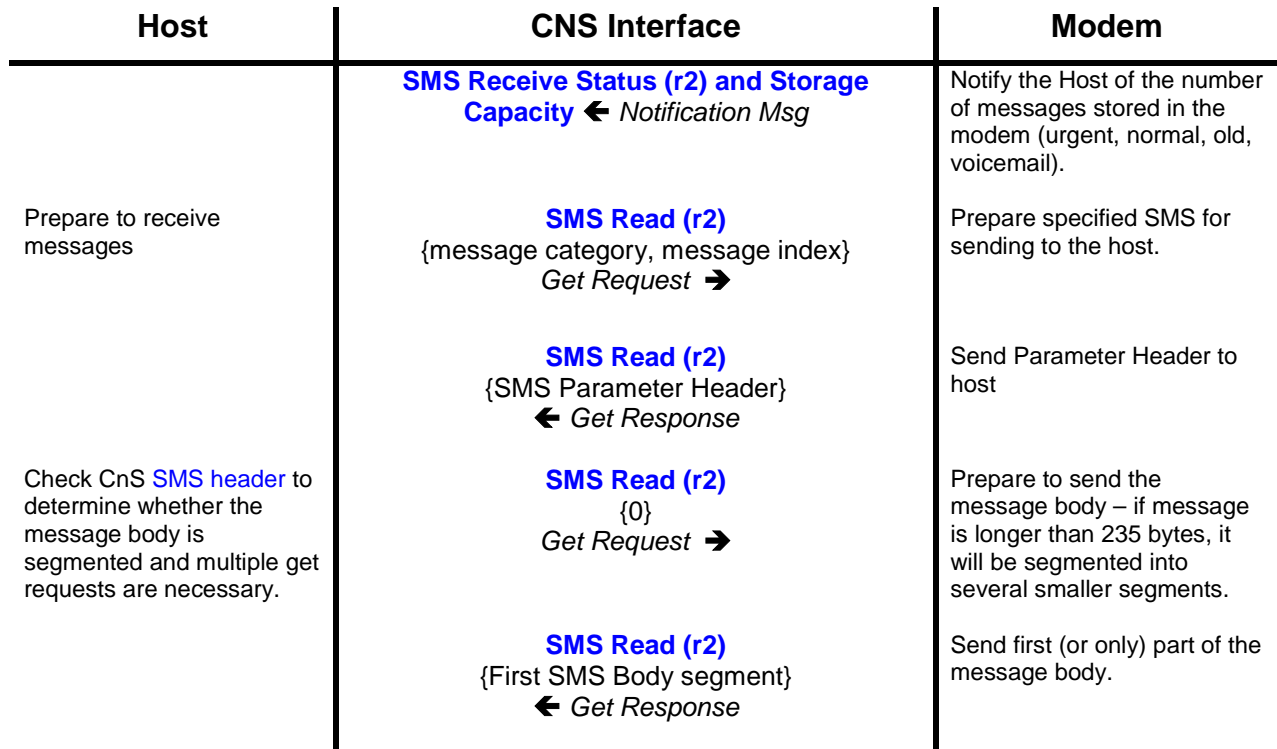 Host
CNS Interface
Modem
SMS Receive Status (r2) and Storage
Capacity 🡸 Notification Msg
Notify the Host of the number
of messages stored in the
modem (urgent, normal, old,
voicemail).
Prepare to receive
messages
SMS Read (r2)
{message category, message index}
Get Request 🡺
Prepare specified SMS for
sending to the host.
SMS Read (r2)
{SMS Parameter Header}
🡸 Get Response
Send Parameter Header to
host
Check CnS SMS header to
determine whether the
message body is
segmented and multiple get
requests are necessary.
SMS Read (r2)
{0}
Get Request 🡺
Prepare to send the
message body – if message
is longer than 235 bytes, it
will be segmented into
several smaller segments.
SMS Read (r2)
{First SMS Body segment}
🡸 Get Response
Send first (or only) part of the
message body.